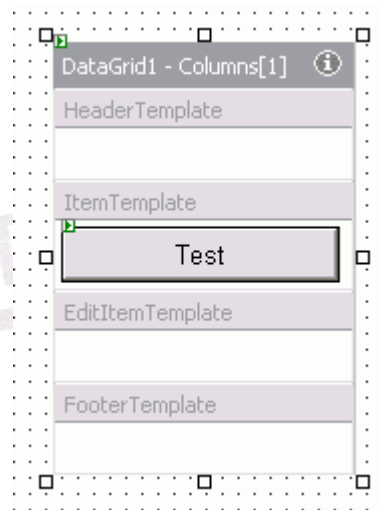 DataGrid1 - Columns[1]
HeaderTemplate
ItemTemplate
Test
EditItemTemplate
FooterTemplate